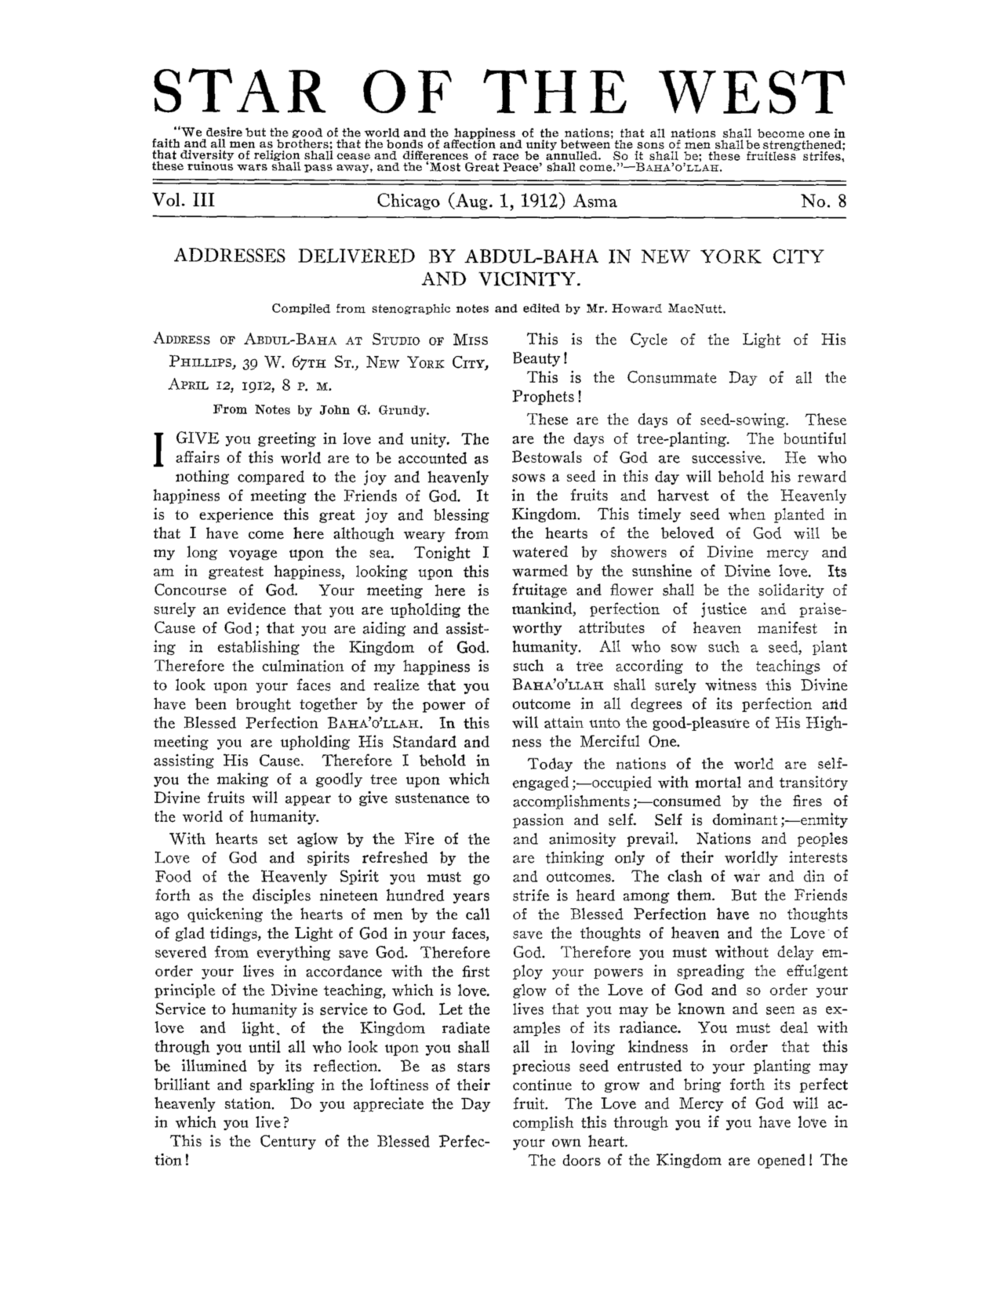 STAR OF THE WEST
"We desire but the good of the world and the happiness of the nations; that all nations shall become one in
faith and all men as brothers; that the bonds of affection and unity between the sons of men shall be strengthened;
that diversity of religion shall cease and differences of race be annulled. So it shall be; these fruitless strifes,
these ruinous wars shall pass away, and the 'Most Great Peace' shall come."—BAHA'O'LLAH.
Vol. III Chicago (Aug. 1, 1912) Asma No. 8
ADDRESSES DELIVERED BY ABDUL-BAHA IN NEW YORK CITY
AND VICINITY.
Compiled from stenographic notes and edited by Mr. Howard MacNutt.
ADDRESS OF ABDUL-BAHA AT STUDIO OF MISS
PHILLIPS, 39 W. 67TH ST., NEW YORK CITY,
APRIL 12, 1912, 8 P. M.
From Notes by John G. Grundy.
I GIVE you greeting in love and unity. The
affairs of this world are to be accounted as
nothing compared to the joy and heavenly
happiness of meeting the Friends of God. It
is to experience this great joy and blessing
that I have come here although weary from
my long voyage upon the sea. Tonight I
am in greatest happiness, looking upon this
Concourse of God. Your meeting here is
surely an evidence that you are upholding the
Cause of God; that you are aiding and assist-
ing in establishing the Kingdom of God.
Therefore the culmination of my happiness is
to look upon your faces and realize that you
have been brought together by the power of
the Blessed Perfection BAHA'O'LLAH. In this
meeting you are upholding His Standard and
assisting His Cause. Therefore I behold in
you the making of a goodly tree upon which
Divine fruits will appear to give sustenance to
the world of humanity.
With hearts set aglow by the Fire of the
Love of God and spirits refreshed by the
Food of the Heavenly Spirit you must go
forth as the disciples nineteen hundred years
ago quickening the hearts of men by the call
of glad tidings, the Light of God in your faces,
severed from everything save God. Therefore
order your lives in accordance with the first
principle of the Divine teaching, which is love.
Service to humanity is service to God. Let the
love and light. of the Kingdom radiate
through you until all who look upon you shall
be illumined by its reflection. Be as stars
brilliant and sparkling in the loftiness of their
heavenly station. Do you appreciate the Day
in which you live?
This is the Century of the Blessed Perfec-
tion!
This is the Cycle of the Light of His
Beauty!
This is the Consummate Day of all the
Prophets!
These are the days of seed-sowing. These
are the days of tree-planting. The bountiful
Bestowals of God are successive. He who
sows a seed in this day will behold his reward
in the fruits and harvest of the Heavenly
Kingdom. This timely seed when planted in
the hearts of the beloved of God will be
watered by showers of Divine mercy and
warmed by the sunshine of Divine love. Its
fruitage and flower shall be the solidarity of
mankind, perfection of justice and praise-
worthy attributes of heaven manifest in
humanity. All who sow such a seed, plant
such a tree according to the teachings of
BAHA'O'LLAH shall surely witness this Divine
outcome in all degrees of its perfection and
will attain unto the good-pleasure of His High-
ness the Merciful One.
Today the nations of the world are self-
engaged;—occupied with mortal and transitory
accomplishments;—consumed by the fires of
passion and self. Self is dominant;—enmity
and animosity prevail. Nations and peoples
are thinking only of their worldly interests
and outcomes. The clash of war and din of
strife is heard among them. But the Friends
of the Blessed Perfection have no thoughts
save the thoughts of heaven and the Love of
God. Therefore you must without delay em-
ploy your powers in spreading the effulgent
glow of the Love of God and so order your
lives that you may be known and seen as ex-
amples of its radiance. You must deal with
all in loving kindness in order that this
precious seed entrusted to your planting may
continue to grow and bring forth its perfect
fruit. The Love and Mercy of God will ac-
complish this through you if you have love in
your own heart.
The doors of the Kingdom are opened! The